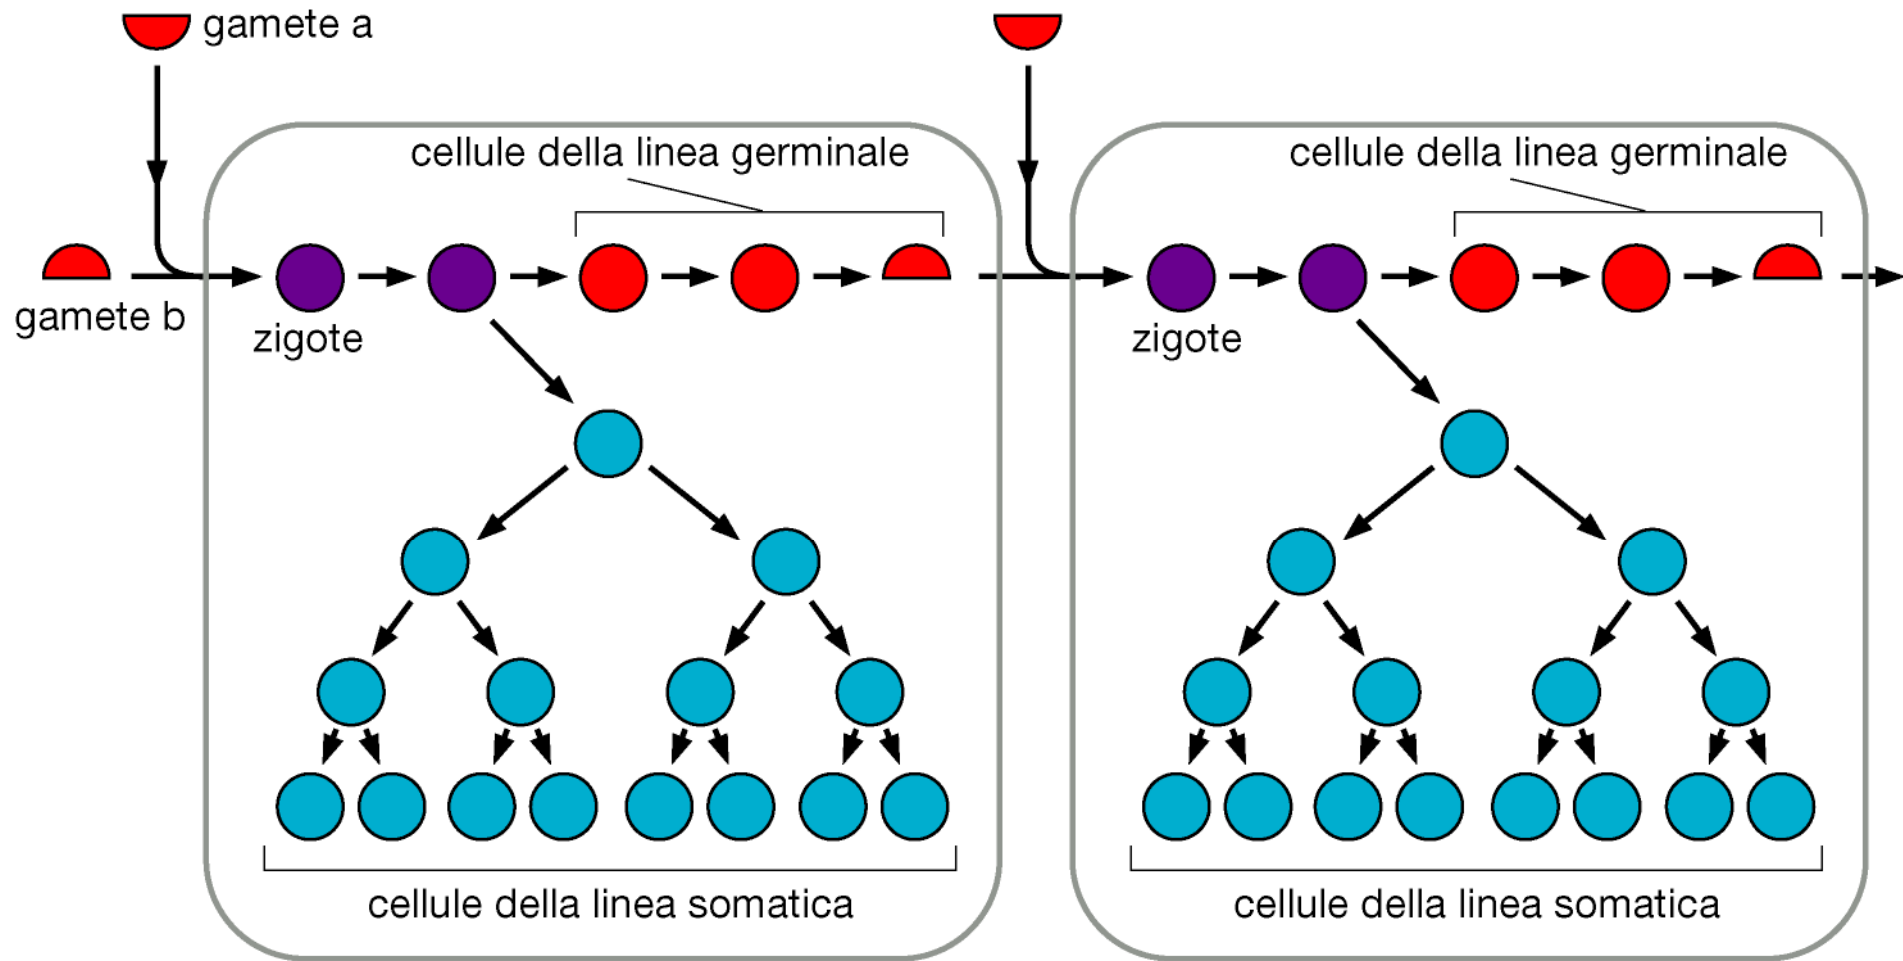 gamete a
cellule della linea germinale
cellule della linea germinale
gamete b
zigote
zigote
cellule della linea somatica
cellule della linea somatica